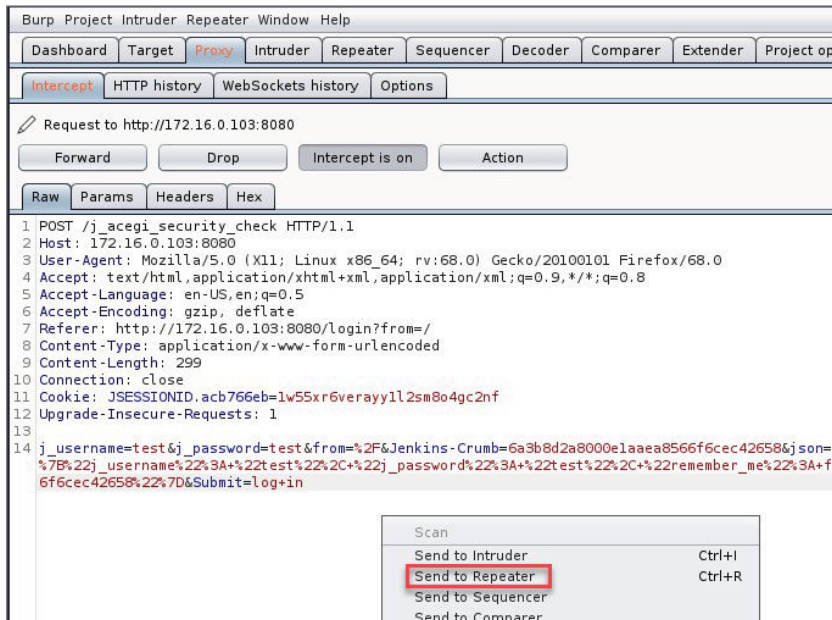 Burp Project Intruder Repeater Window Help
Dashboard Target Proxy Intruder Repeater Sequencer Decoder Comparer Extender Project op
Intercept HTTP history WebSockets history Options
Request to http://172.16.0.103:8080
Forward Drop Intercept is on Action
Raw Params Headers Hex
1 POST /j_acegi_security_check HTTP/1.1
2 Host: 172.16.0.103:8080
3 User-Agent: Mozilla/5.0 (X11; Linux x86_64; rv:68.0) Gecko/20100101 Firefox/68.0
4 Accept: text/html,application/xhtml+xml,application/xml;q=0.9,*/*;q=0.8
5 Accept-Language: en-US,en;q=0.5
6 Accept-Encoding: gzip, deflate
7 Referer: http://172.16.0.103:8080/login?from=/
8 Content-Type: application/x-www-form-urlencoded
9 Content-Length: 299
10 Connection: close
11 Cookie: JSESSIONID.acb766eb=1w55xr6verayy1l2sm8o4gc2nf
12 Upgrade-Insecure-Requests: 1
13
14 j_username=test&j_password=test&from=%2F&Jenkins-Crumb=6a3b8d2a8000e1aaea8566f6cec42658&json=
%7B%22j_username%22%3A+%22test%22%2C+%22j_password%22%3A+%22test%22%2C+%22remember_me%22%3A+f
6f6cec42658%22%7D&Submit=log+in
Scan
Send to Intruder Ctrl+I
Send to Repeater Ctrl+R
Send to Sequencer
Send to Comparer